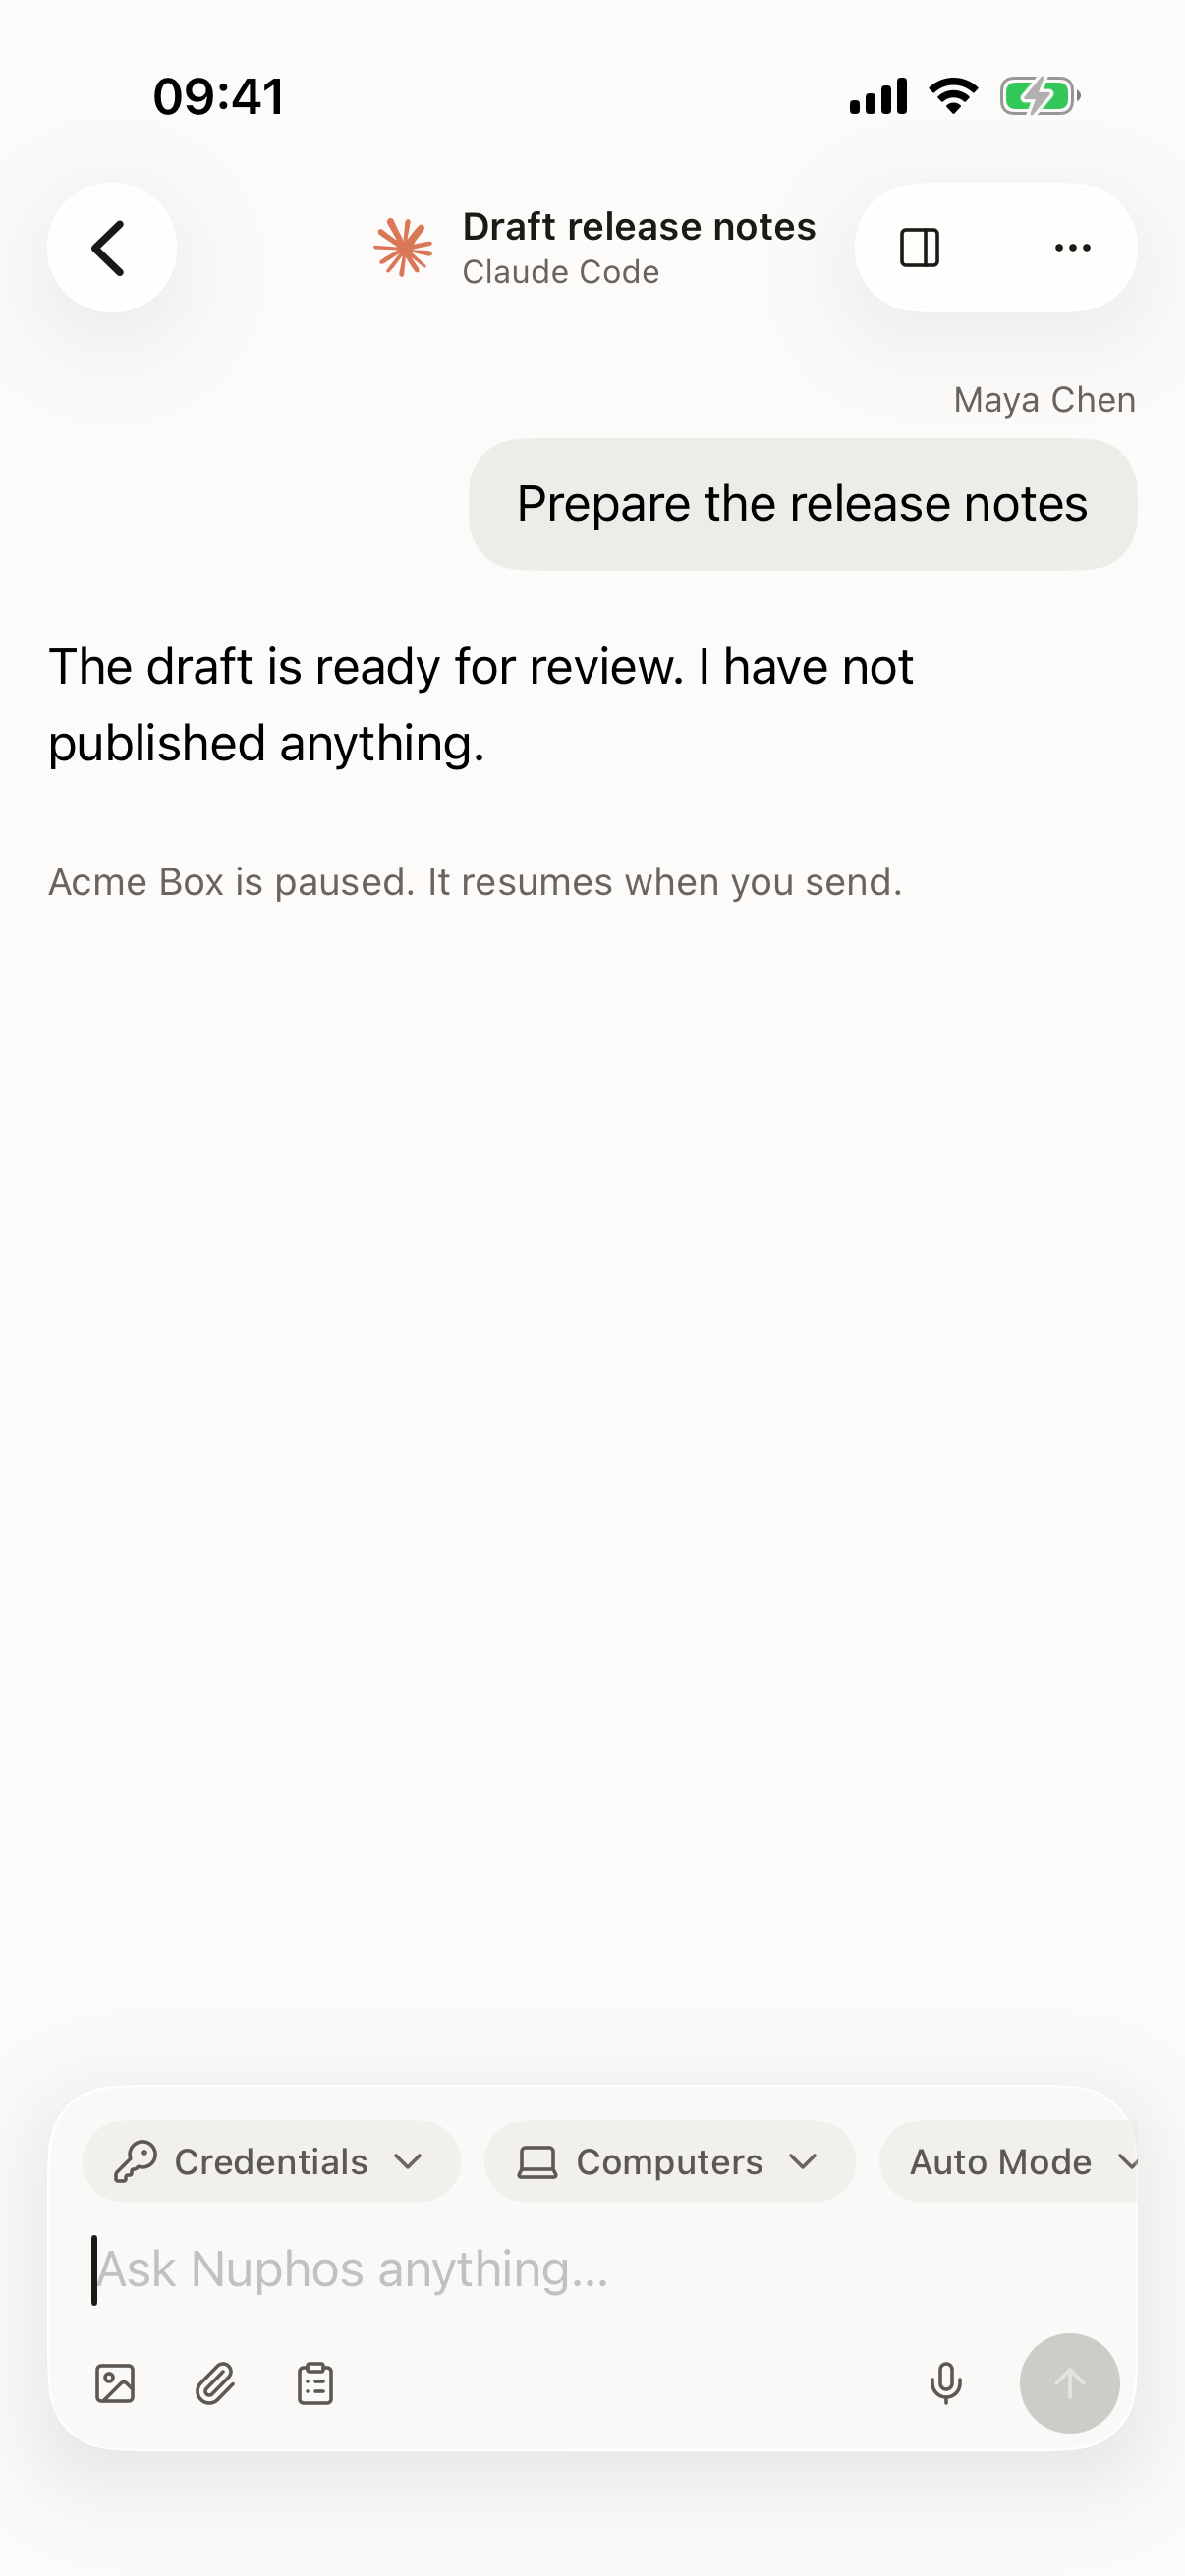 09:41
Draft release notes
Claude Code
Maya Chen
Prepare the release notes
The draft is ready for review. I have not
published anything.
Acme Box is paused. It resumes when you send.
Credentials
Computers
Auto Mode
Ask Nuphos anything...